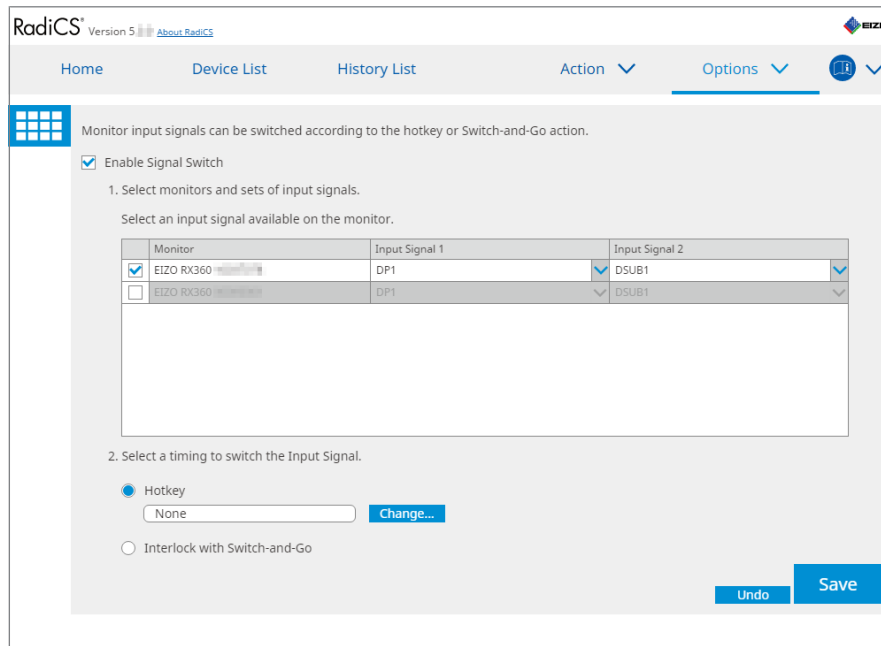 RadiCS® Version 5. About RadiCS EIZ
Home Device List History List Action Options
Monitor input signals can be switched according to the hotkey or Switch-and-Go action.
Enable Signal Switch
1. Select monitors and sets of input signals.
Select an input signal available on the monitor.
Monitor Input Signal 1 Input Signal 2
EIZO RX360 DP1 DSUB1
EIZO RX360 DP1 DSUB1
2. Select a timing to switch the Input Signal.
Hotkey
None Change...
Interlock with Switch-and-Go
Undo Save